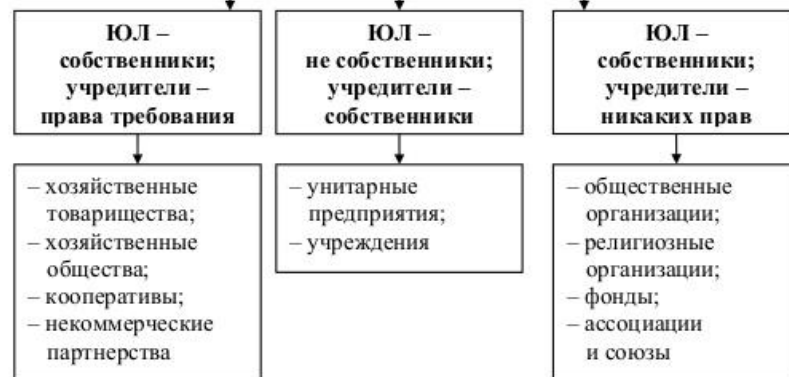 ЮЛ –
собственники;
учредители –
права требования
ЮЛ –
не собственники;
учредители –
собственники
ЮЛ –
собственники;
учредители –
никаких прав
– хозяйственные
товарищества;
– хозяйственные
общества;
– кооперативы;
– некоммерческие
партнерства
– унитарные
предприятия;
– учреждения
– общественные
организации;
– религиозные
организации;
– фонды;
– ассоциации
и союзы